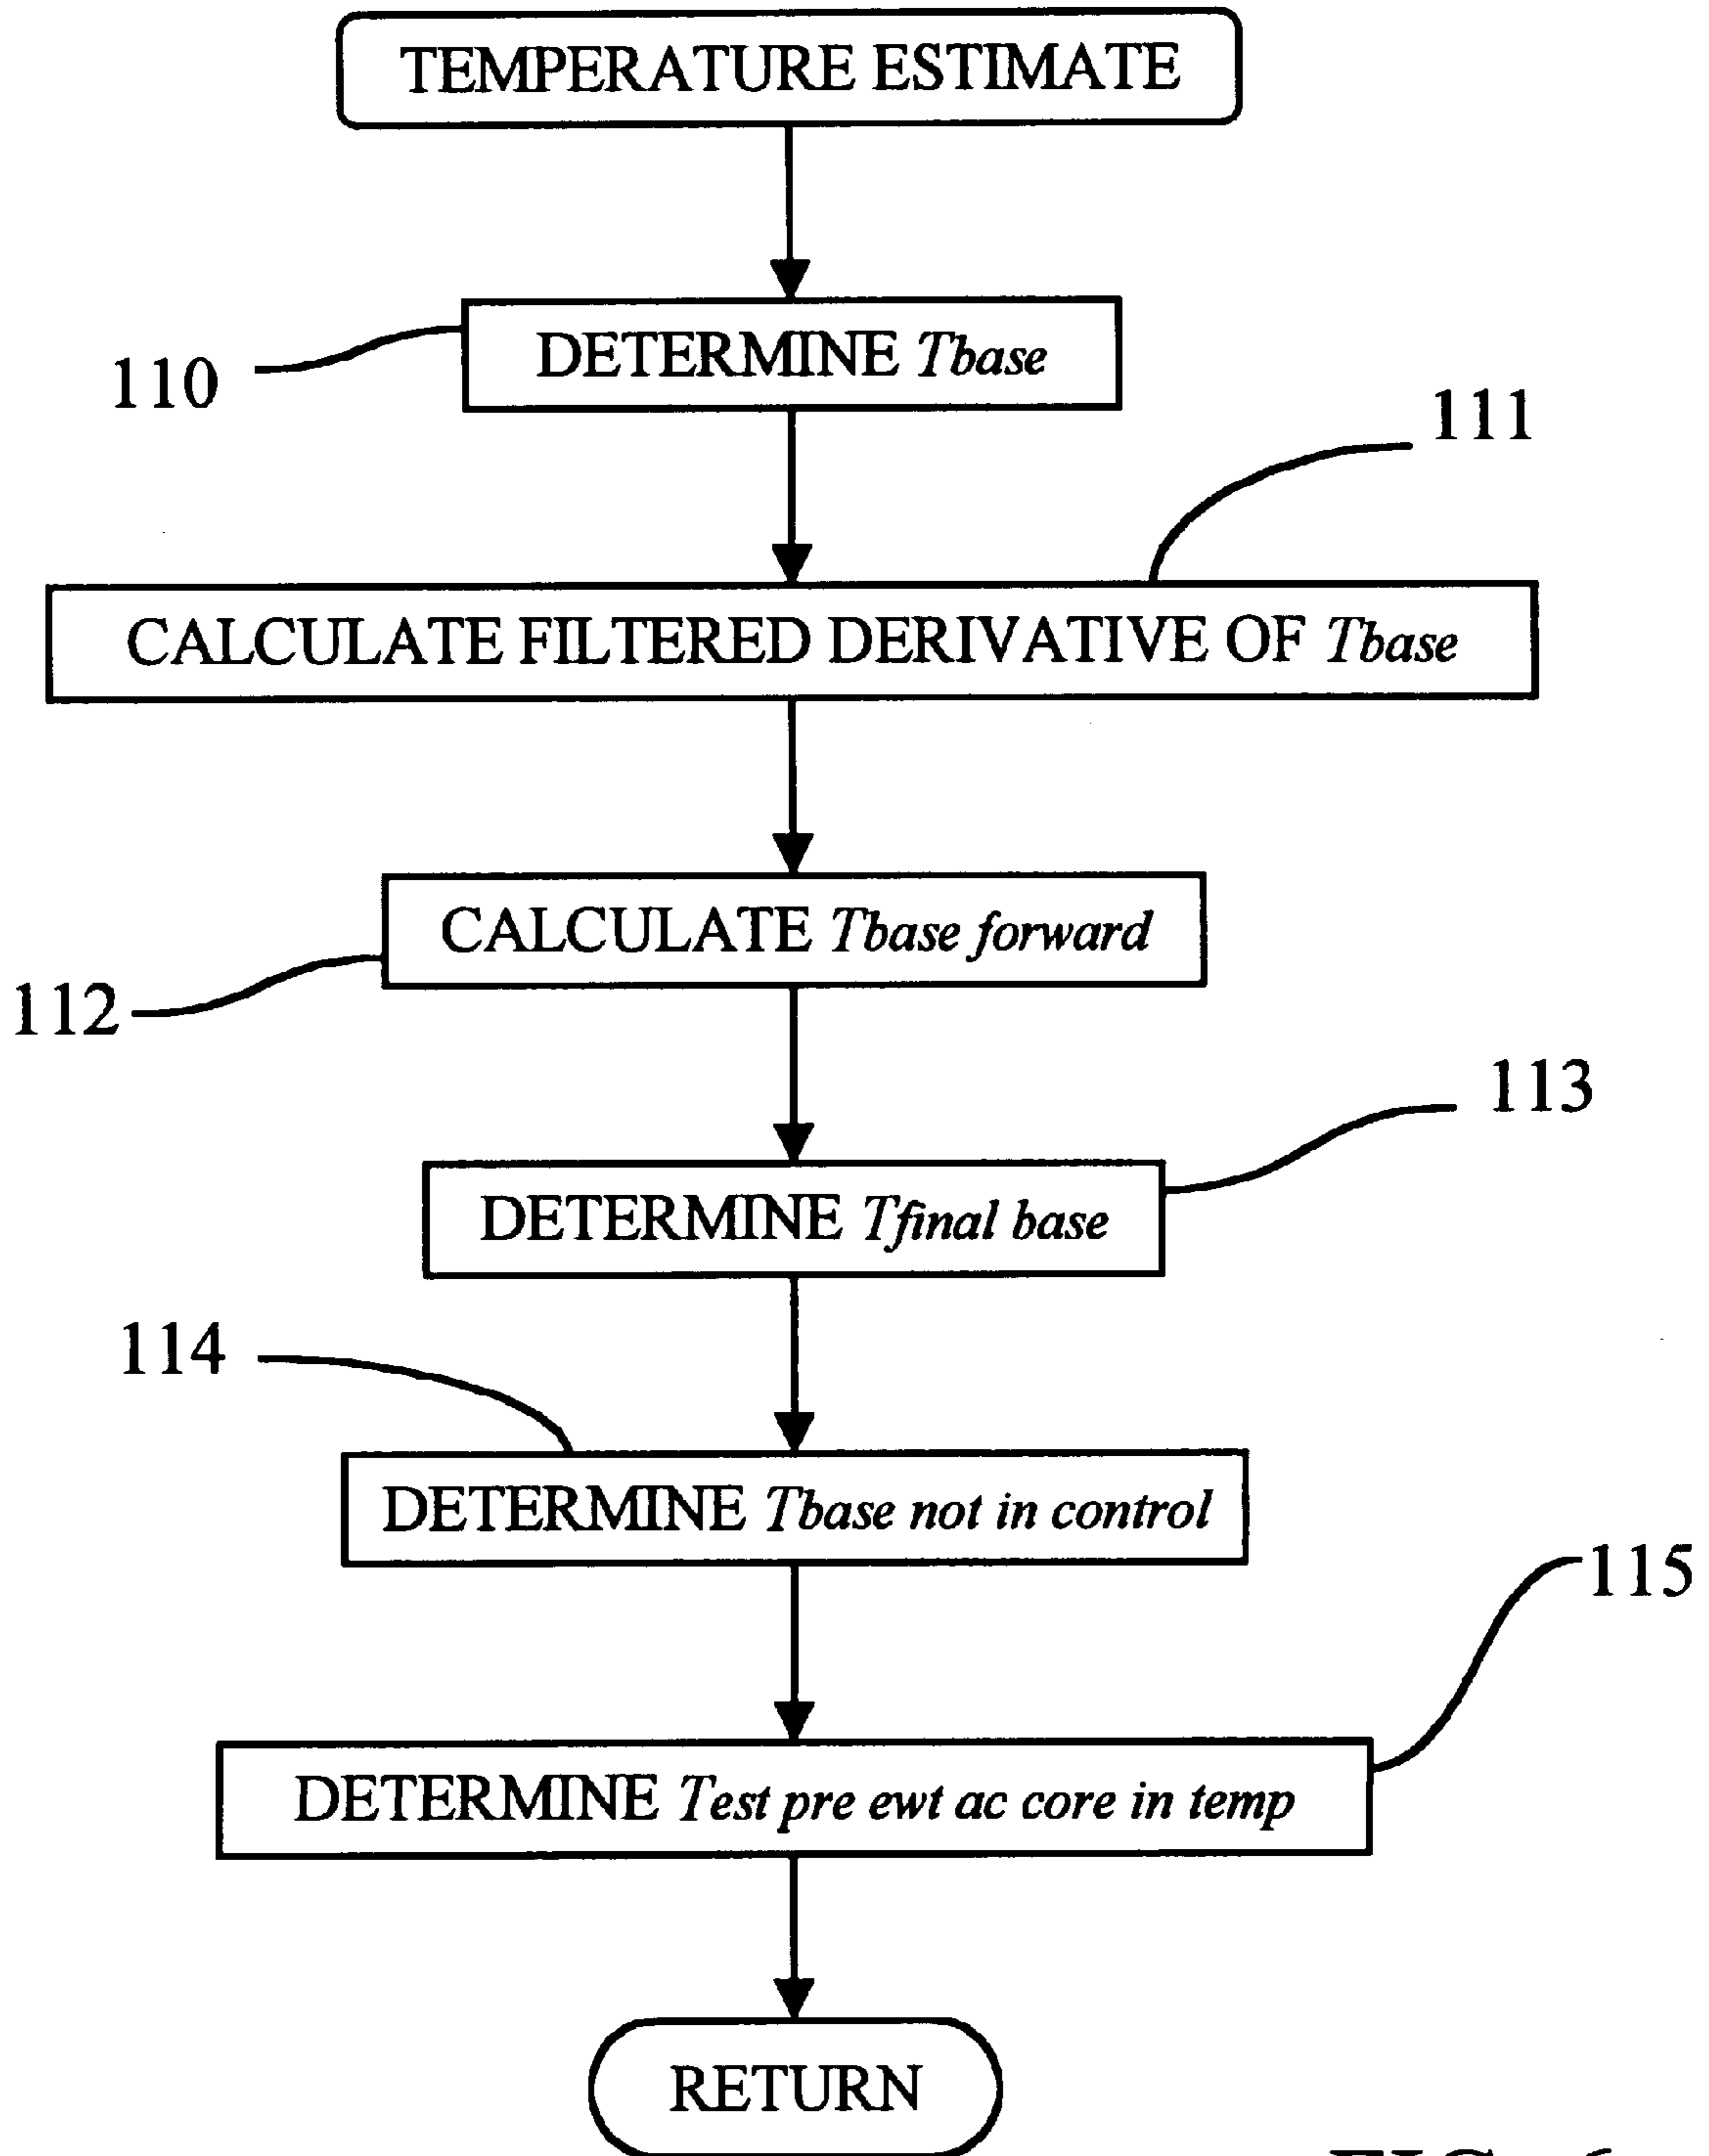 TEMPERATURE ESTIMATE
DETERMINE Tbase
110
111
CALCULATE FILTERED DERIVATIVE OF Tbase
CALCULATE Tbase forward
112
113
DETERMINE Tfinal base
114
DETERMINE Tbase not in control
115
DETERMINE Test pre ewt ac core in temp
RETURN